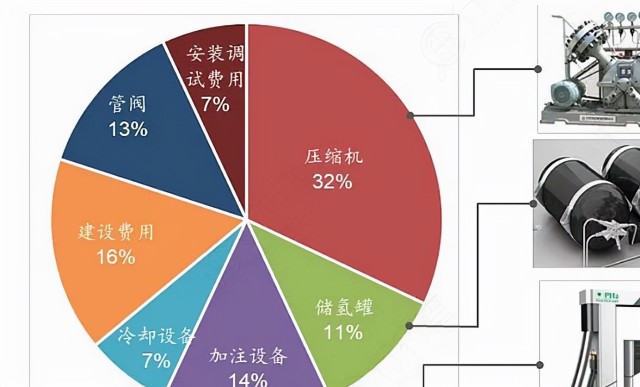 安装调
试费用
7%
管阀
13%
压缩机
32%
建设费用
16%
储氢罐
11%
冷却设备
7%
加注设备
14%